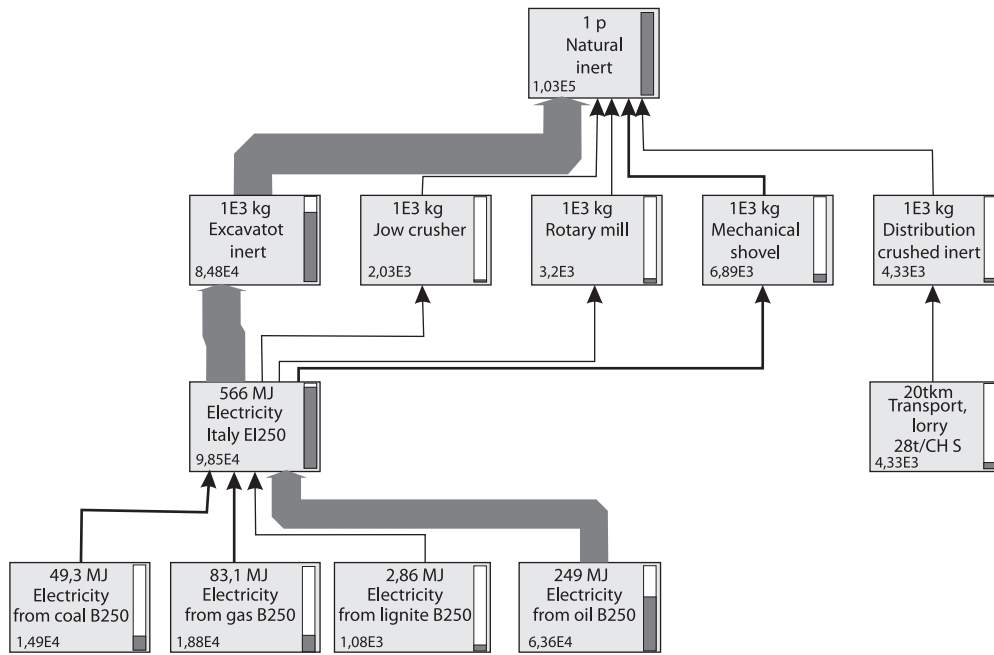 1 p
Natural
inert
1,03E5
1E3 kg
Excavatot
inert
8,48E4
1E3 kg
Jow crusher
2,03E3
1E3 kg
Rotary mill
3,2E3
1E3 kg
Mechanical
shovel
6,89E3
1E3 kg
Distribution
crushed inert
4,33E3
566 MJ
Electricity
Italy EI250
9,85E4
20tkm
Transport,
lorry
28t/CH S
4,33E3
49,3 MJ
Electricity
from coal B250
1,49E4
83,1 MJ
Electricity
from gas B250
1,88E4
2,86 MJ
Electricity
from lignite B250
1,08E3
249 MJ
Electricity
from oil B250
6,36E4